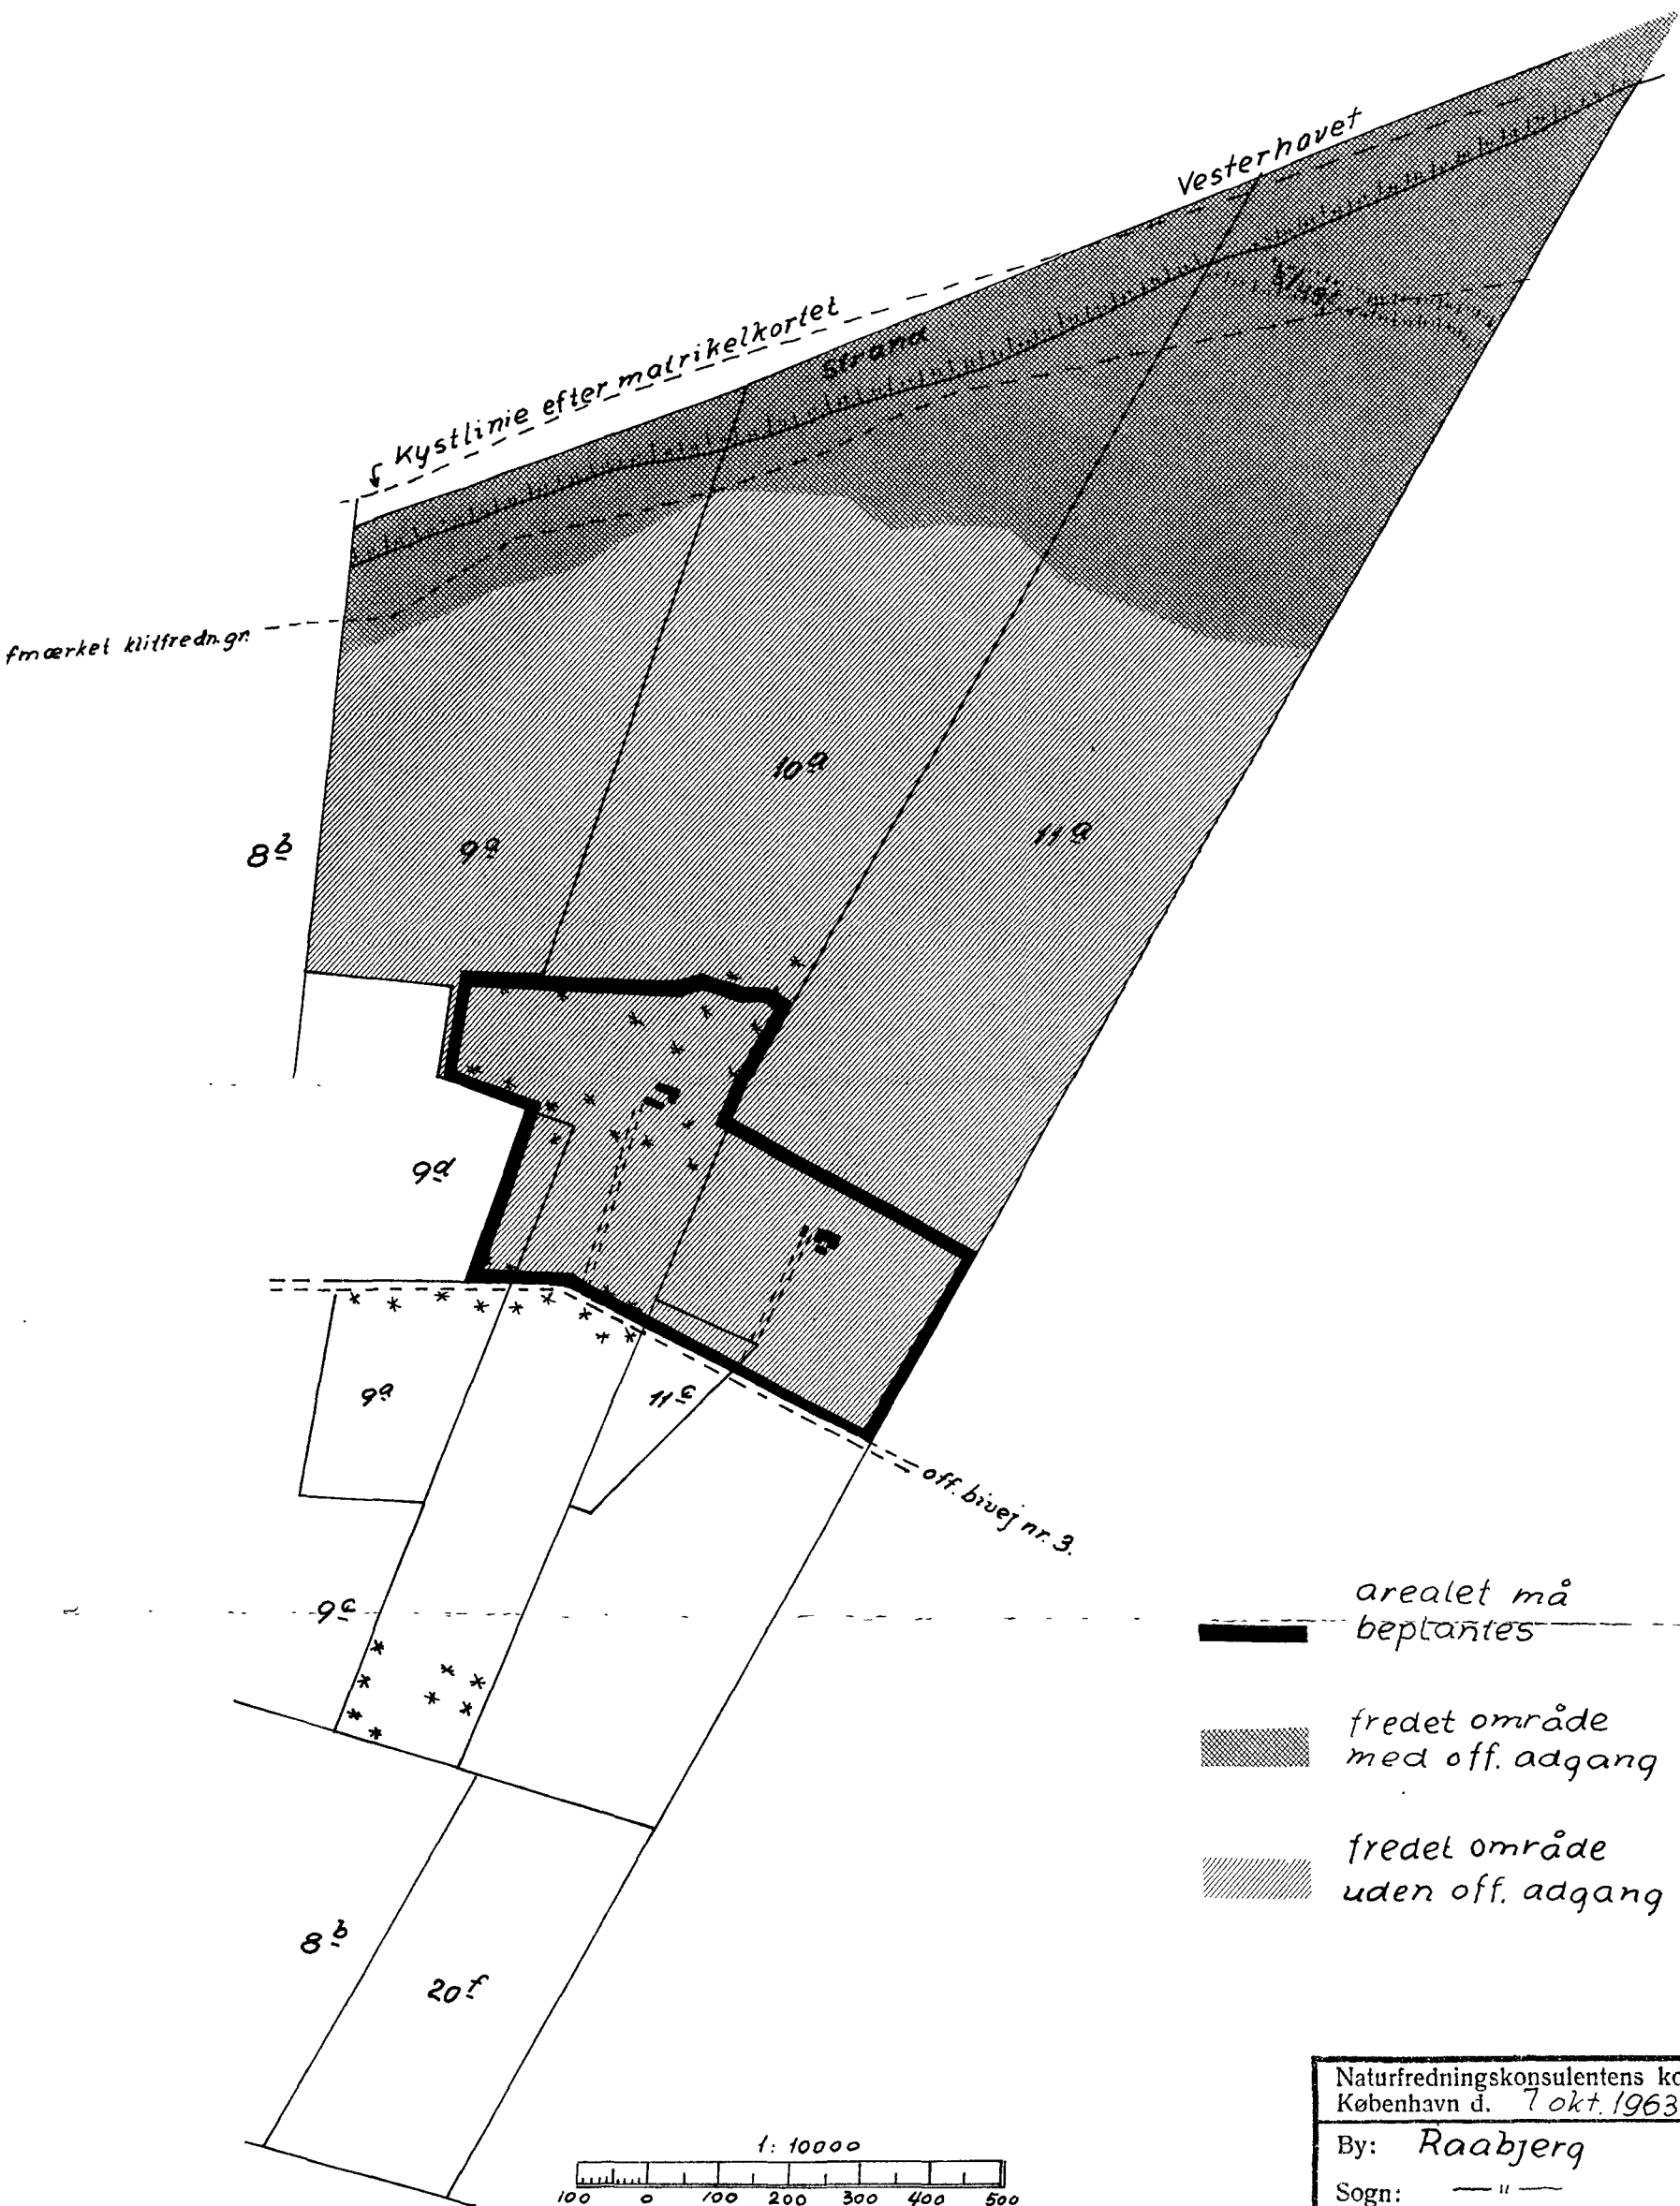 Vesterhavet
Kystlinie efter matrikelkortet
Strand
fmærket klitfredn.gr.
10a
11a
8b
9a
9d
9a
11c
off. bivej nr. 3.
9c
arealet må
beplantes
fredet område
med off. adgang
fredet område
uden off. adgang
8b
20f
1: 10000
100 0 100 200 300 400 500
Naturfredningskonsulentens ko
København d. 7 okt. 1963
By: Raabjerg
Sogn: — " —